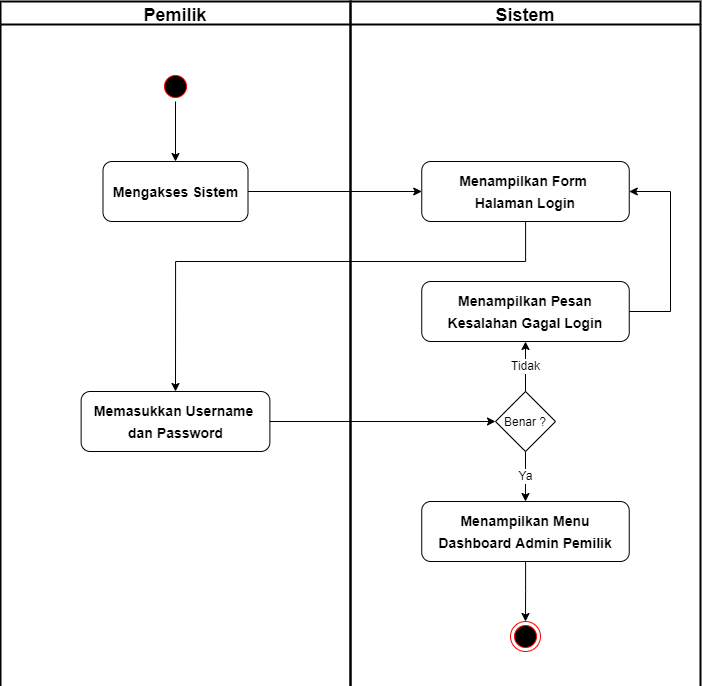 Pemilik
Sistem
Mengakses Sistem
Menampilkan Form
Halaman Login
Menampilkan Pesan
Kesalahan Gagal Login
Tidak
Memasukkan Username
dan Password
Benar ?
Ya
Menampilkan Menu
Dashboard Admin Pemilik